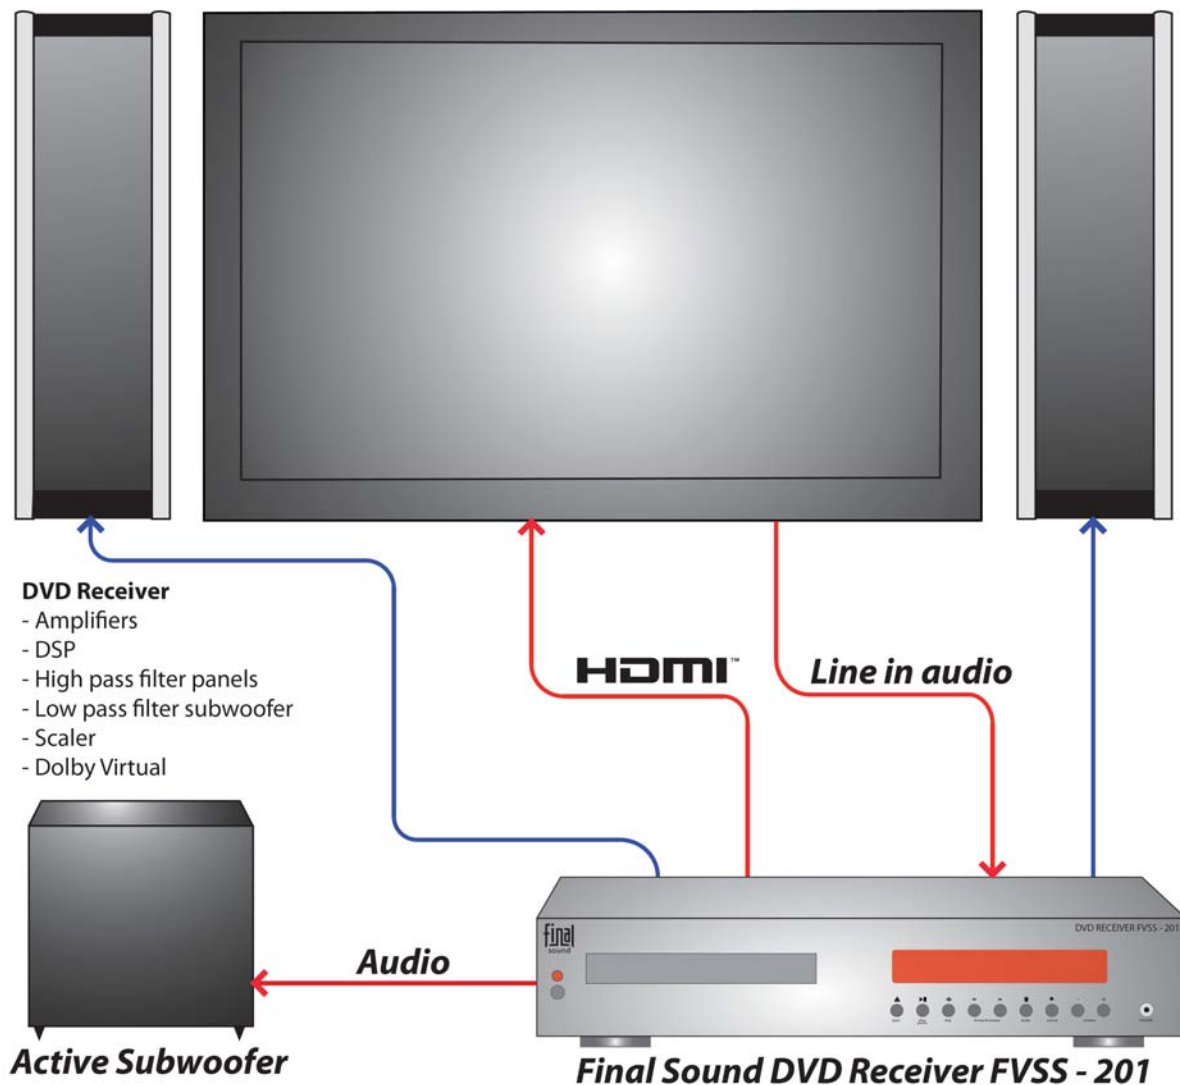 DVD Receiver
- Amplifiers
- DSP
- High pass filter panels
- Low pass filter subwoofer
- Scaler
- Dolby Virtual
HDMI™
Line in audio
final
sound
DVD RECEIVER FVSS - 201
Audio
Active Subwoofer
Final Sound DVD Receiver FVSS - 201